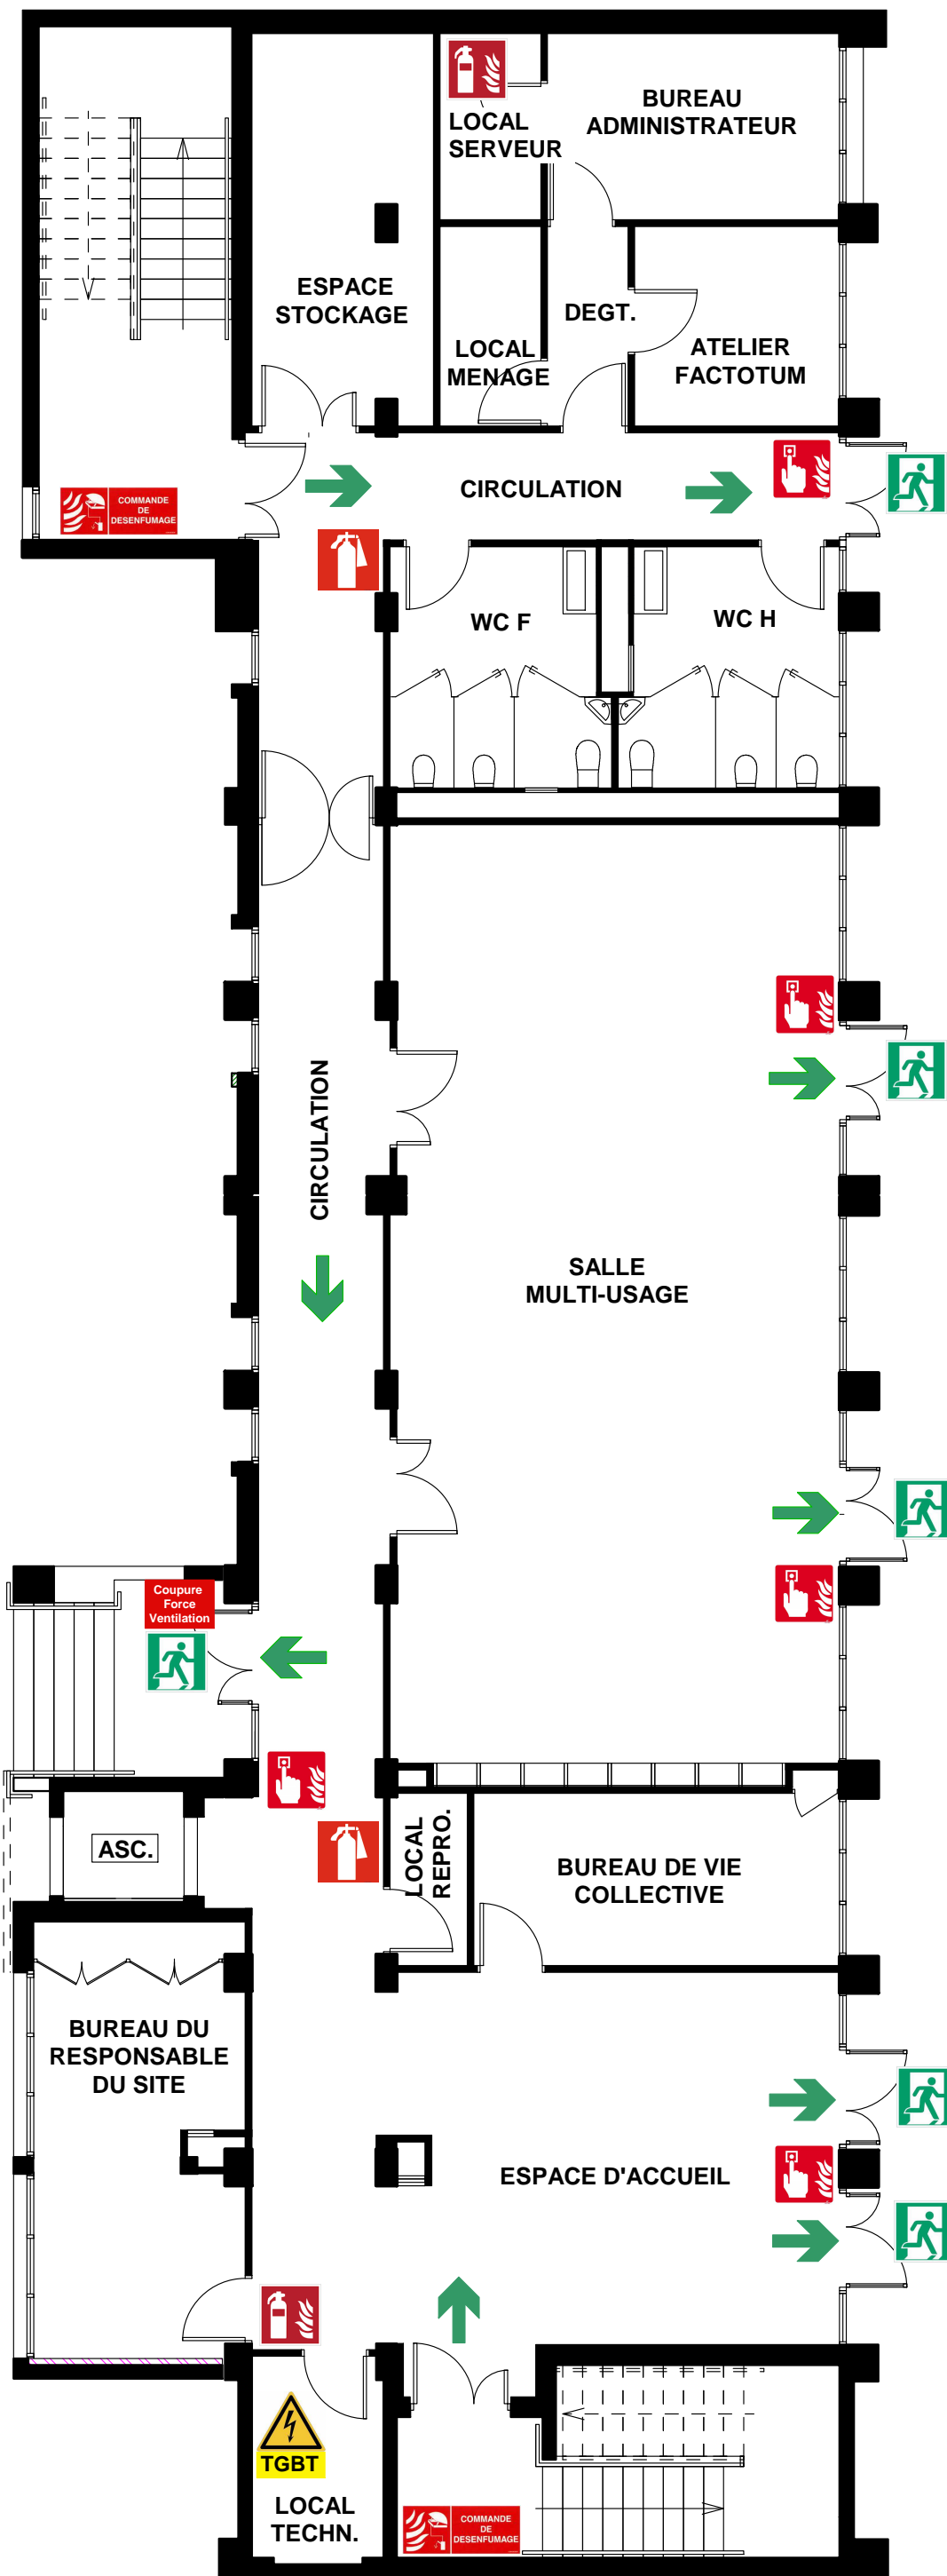 LOCAL
SERVEUR
BUREAU
ADMINISTRATEUR
ESPACE
STOCKAGE
DEGT.
LOCAL
MENAGE
ATELIER
FACTOTUM
COMMANDE
DE
DESENFUMAGE
CIRCULATION
WC F
WC H
CIRCULATION
SALLE
MULTI-USAGE
Coupure
Force
Ventilation
ASC.
LOCAL
REPRO.
BUREAU DE VIE
COLLECTIVE
BUREAU DU
RESPONSABLE
DU SITE
ESPACE D'ACCUEIL
TGBT
LOCAL
TECHN.
COMMANDE
DE
DESENFUMAGE